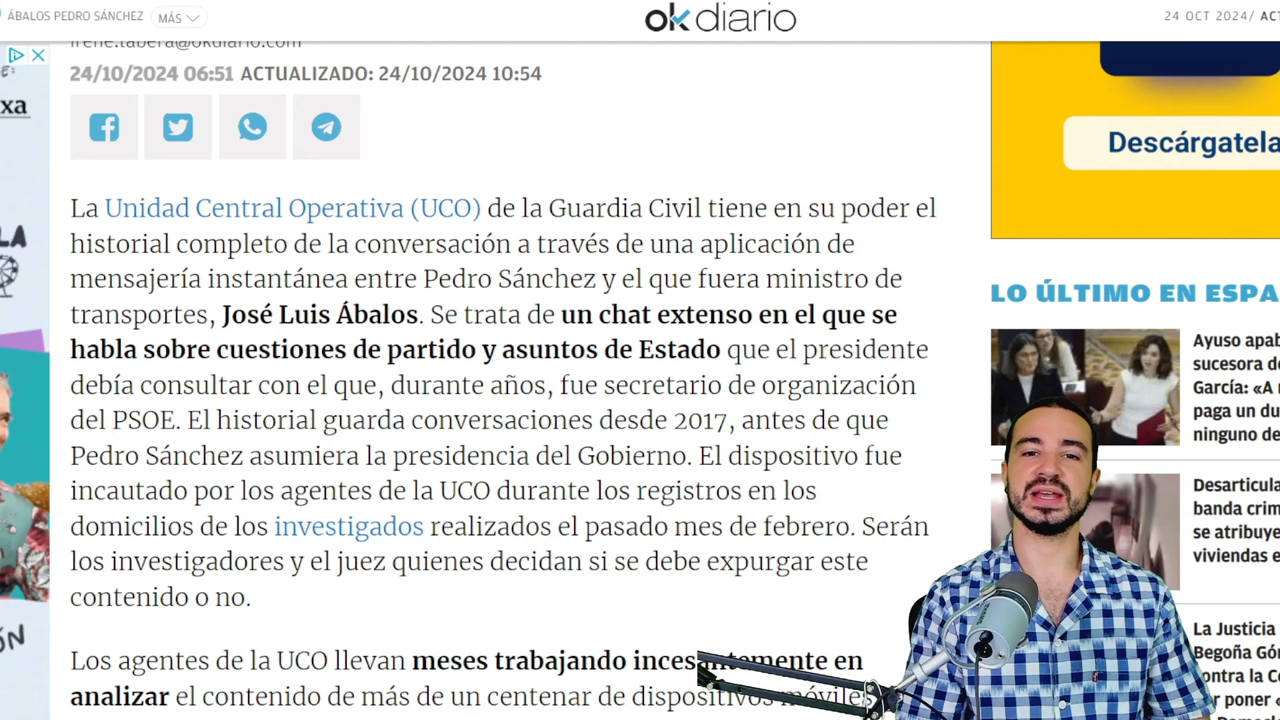 ÁBALOS PEDRO SÁNCHEZ
MÁS
okdiario
24 OCT 2024/
irene.tabera@okdiario.com
24/10/2024 06:51 ACTUALIZADO: 24/10/2024 10:54
xa
Descárgatela
La Unidad Central Operativa (UCO) de la Guardia Civil tiene en su poder el
historial completo de la conversación a través de una aplicación de
mensajería instantánea entre Pedro Sánchez y el que fuera ministro de
transportes, José Luis Ábalos. Se trata de un chat extenso en el que se
habla sobre cuestiones de partido y asuntos de Estado que el presidente
debía consultar con el que, durante años, fue secretario de organización
del PSOE. El historial guarda conversaciones desde 2017, antes de que
Pedro Sánchez asumiera la presidencia del Gobierno. El dispositivo fue
incautado por los agentes de la UCO durante los registros en los
domicilios de los investigados realizados el pasado mes de febrero. Serán
los investigadores y el juez quienes decidan si se debe expurgar este
contenido o no.
Los agentes de la UCO llevan meses trabajando incesantemente en
analizar el contenido de más de un centenar de dispositivos móviles
LO ÚLTIMO EN ESPA
Ayuso apab
sucesora de
García: «A
paga un du
ninguno de
Desarticula
banda crim
se atribuye
viviendas e
La Justicia
Begoña Gó
contra la C
por poner